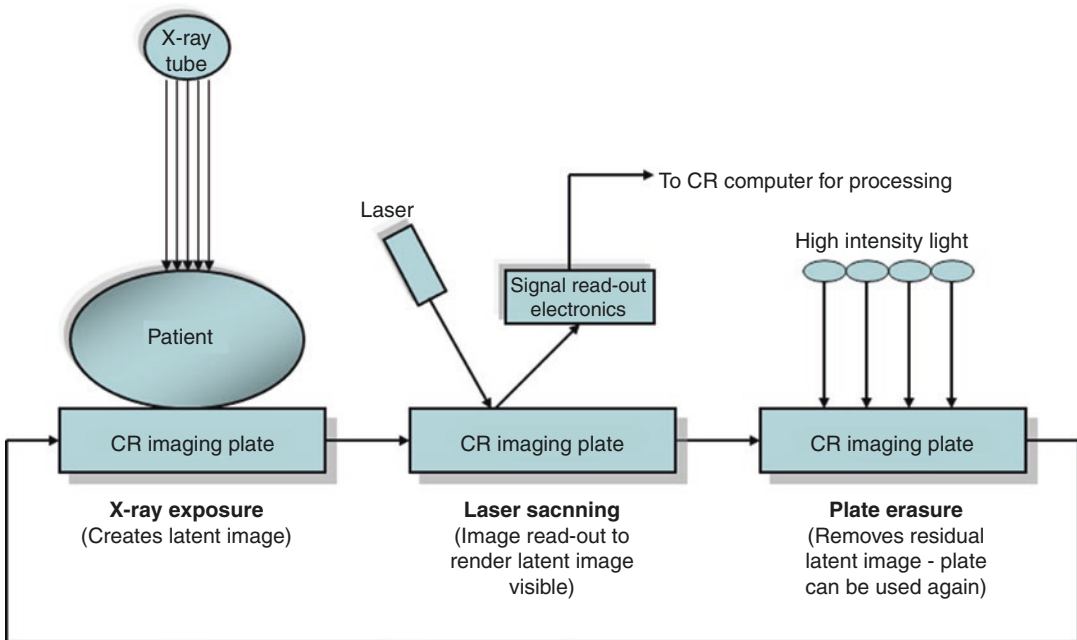 X-ray
tube
Patient
CR imaging plate
X-ray exposure
(Creates latent image)
Laser
Signal read-out
electronics
To CR computer for processing
CR imaging plate
Laser sacnning
(Image read-out to
render latent image
visible)
High intensity light
CR imaging plate
Plate erasure
(Removes residual
latent image - plate
can be used again)